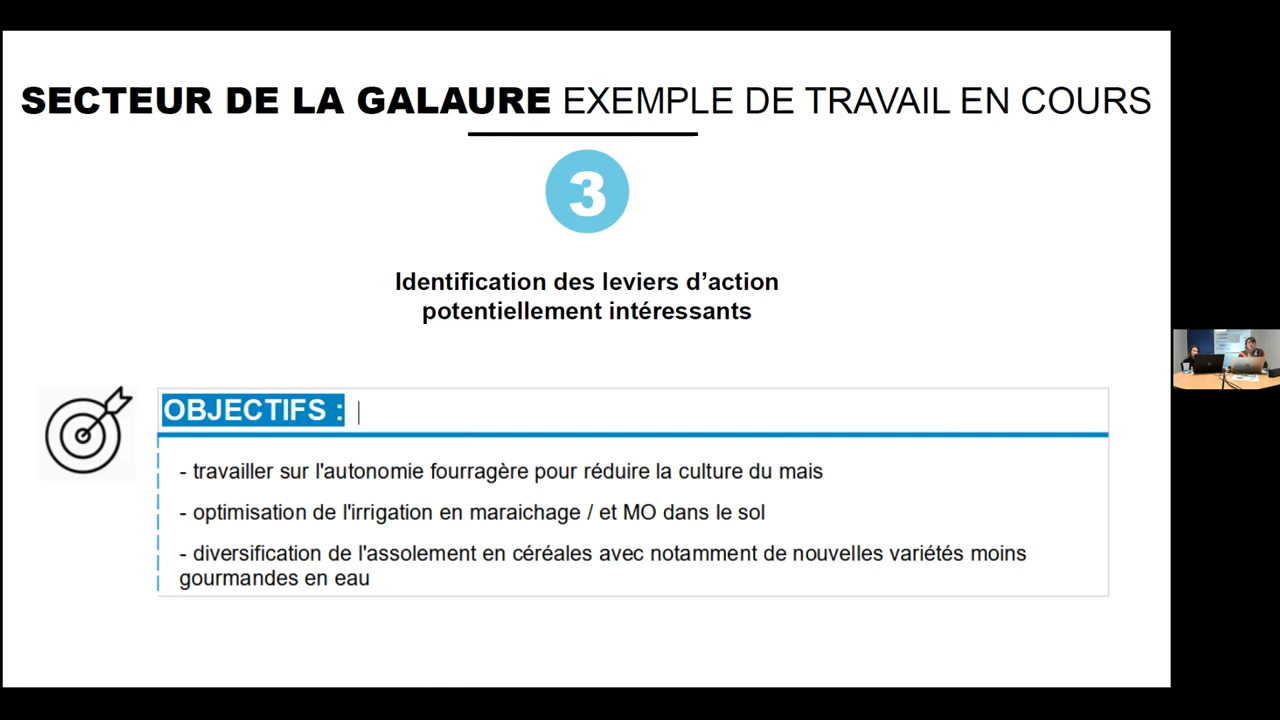 SECTEUR DE LA GALAURE EXEMPLE DE TRAVAIL EN COURS
3
Identification des leviers d’action
potentiellement intéressants
OBJECTIFS :
- travailler sur l'autonomie fourragère pour réduire la culture du mais
- optimisation de l'irrigation en maraichage / et MO dans le sol
- diversification de l'assolement en céréales avec notamment de nouvelles variétés moins
gourmandes en eau